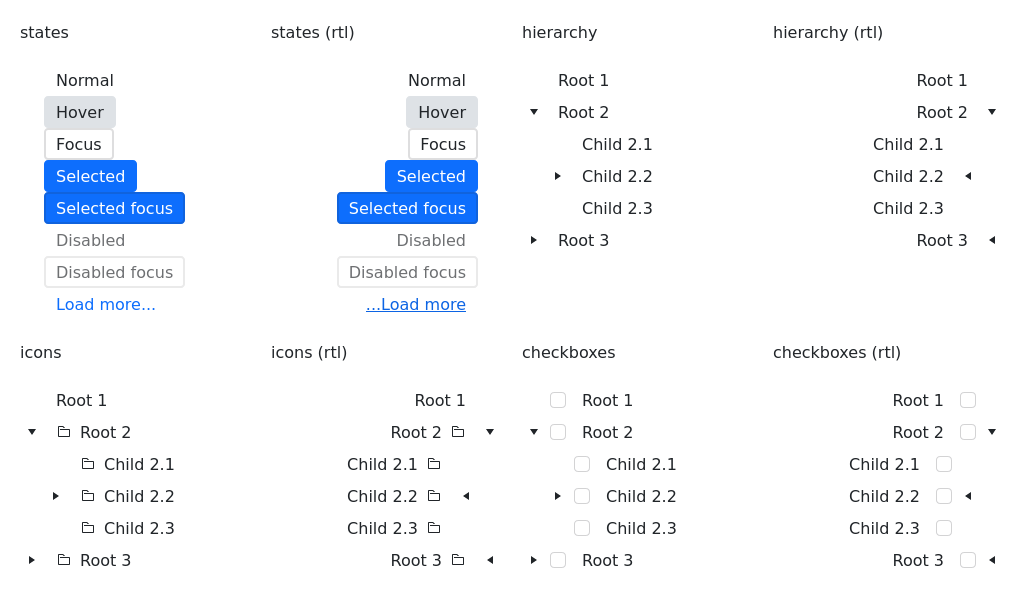 states
Normal
Hover
Focus
Selected
Selected focus
Disabled
Disabled focus
Load more...
states (rtl)
Normal
Hover
Focus
Selected
Selected focus
Disabled
Disabled focus
...Load more
hierarchy
Root 1
Root 2
Child 2.1
Child 2.2
Child 2.3
Root 3
hierarchy (rtl)
Root 1
Root 2
Child 2.1
Child 2.2
Child 2.3
Root 3
icons
Root 1
Root 2
Child 2.1
Child 2.2
Child 2.3
Root 3
icons (rtl)
Root 1
Root 2
Child 2.1
Child 2.2
Child 2.3
Root 3
checkboxes
Root 1
Root 2
Child 2.1
Child 2.2
Child 2.3
Root 3
checkboxes (rtl)
Root 1
Root 2
Child 2.1
Child 2.2
Child 2.3
Root 3